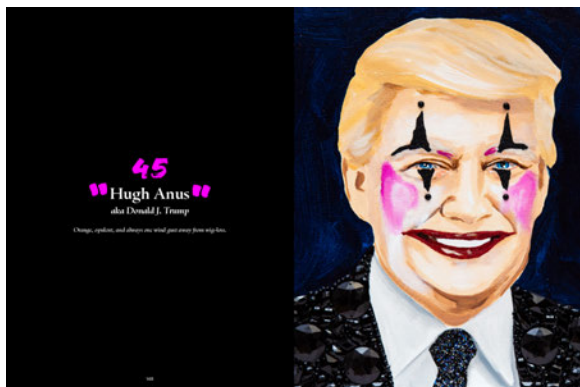 45
"Hugh Anus"
aka Donald J. Trump
Orange, opulent, and always one wind gust away from wig-loss.